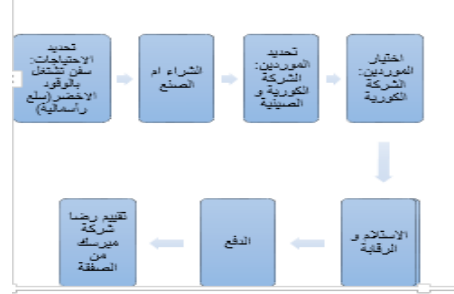 تحديد
الاحتياجات:
سفن تشتغل
بالوقود
الاخضر(سلع
رأسمالية)
الشراء ام
الصنع
تحديد
الموردين:
الشركة
الكورية و
الصينية
اختيار
الموردين:
الشركة
الكورية
الاستلام و
الرقابة
الدفع
تقييم رضا
شركة
ميرسك
من
الصفقة